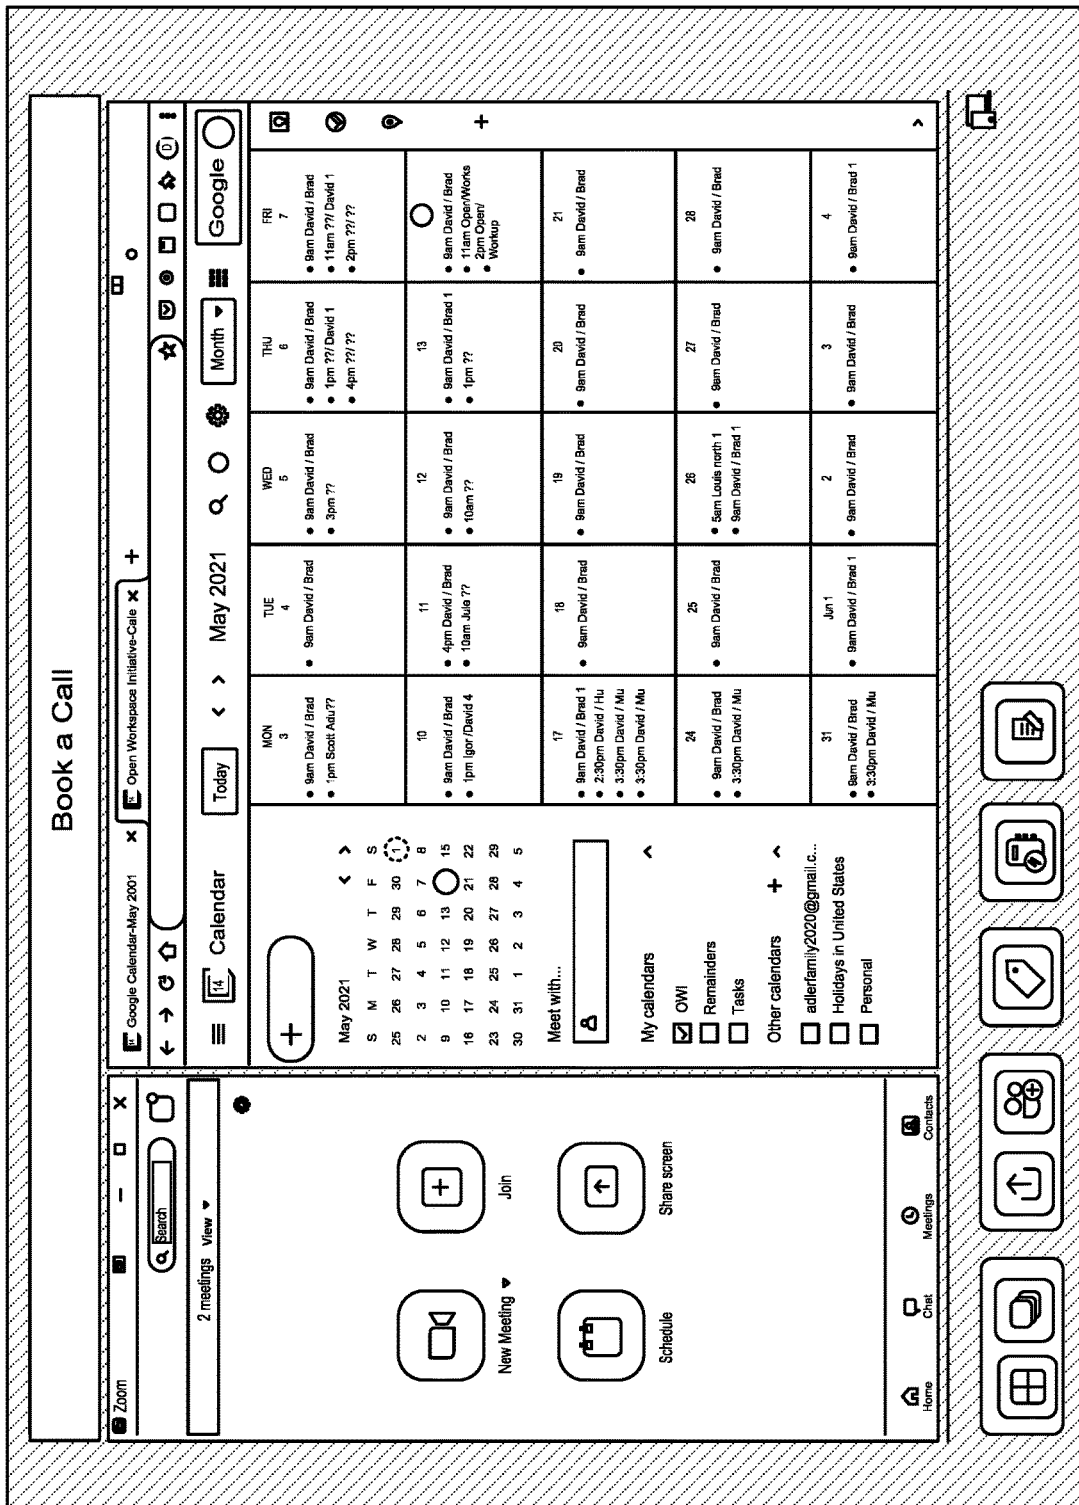 Book a Call
Zoom
Search
2 meetings View
New Meeting
Join
Schedule
Share screen
Home
Chat
Meetings
Contacts
14 Google Calendar-May 2001 X
14 Open Workspace Initiative-Cale X +
D
14 Calendar
Today
< > May 2021
Month
Google
+
May 2021 < >
S M T W T F S
25 26 27 28 29 30 1
2 3 4 5 6 7 8
9 10 11 12 13 15
16 17 18 19 20 21 22
23 24 25 26 27 28 29
30 31 1 2 3 4 5
Meet with...
My calendars
OWI
Remainders
Tasks
Other calendars +
adlerfamily2020@gmail.c...
Holidays in United States
Personal
MON
3
9am David / Brad
1pm Scott Adu??
TUE
4
9am David / Brad
WED
5
9am David / Brad
3pm ??
THU
6
9am David / Brad
1pm ??/ David 1
4pm ??/ ??
FRI
7
9am David / Brad
11am ??/ David 1
2pm ??/ ??
10
9am David / Brad
1pm Igor /David 4
11
4pm David / Brad
10am Jule ??
12
9am David / Brad
10am ??
13
9am David / Brad 1
1pm ??
9am David / Brad
11am Open/Works
2pm Open/
Workup
17
9am David / Brad 1
2:30pm David / Hu
3:30pm David / Mu
3:30pm David / Mu
18
9am David / Brad
19
9am David / Brad
20
9am David / Brad
21
9am David / Brad
24
9am David / Brad
3:30pm David / Mu
25
9am David / Brad
26
5am Louis north 1
9am David / Brad 1
27
9am David / Brad
28
9am David / Brad
31
9am David / Brad
3:30pm David / Mu
Jun 1
9am David / Brad 1
2
9am David / Brad
3
9am David / Brad
4
9am David / Brad 1